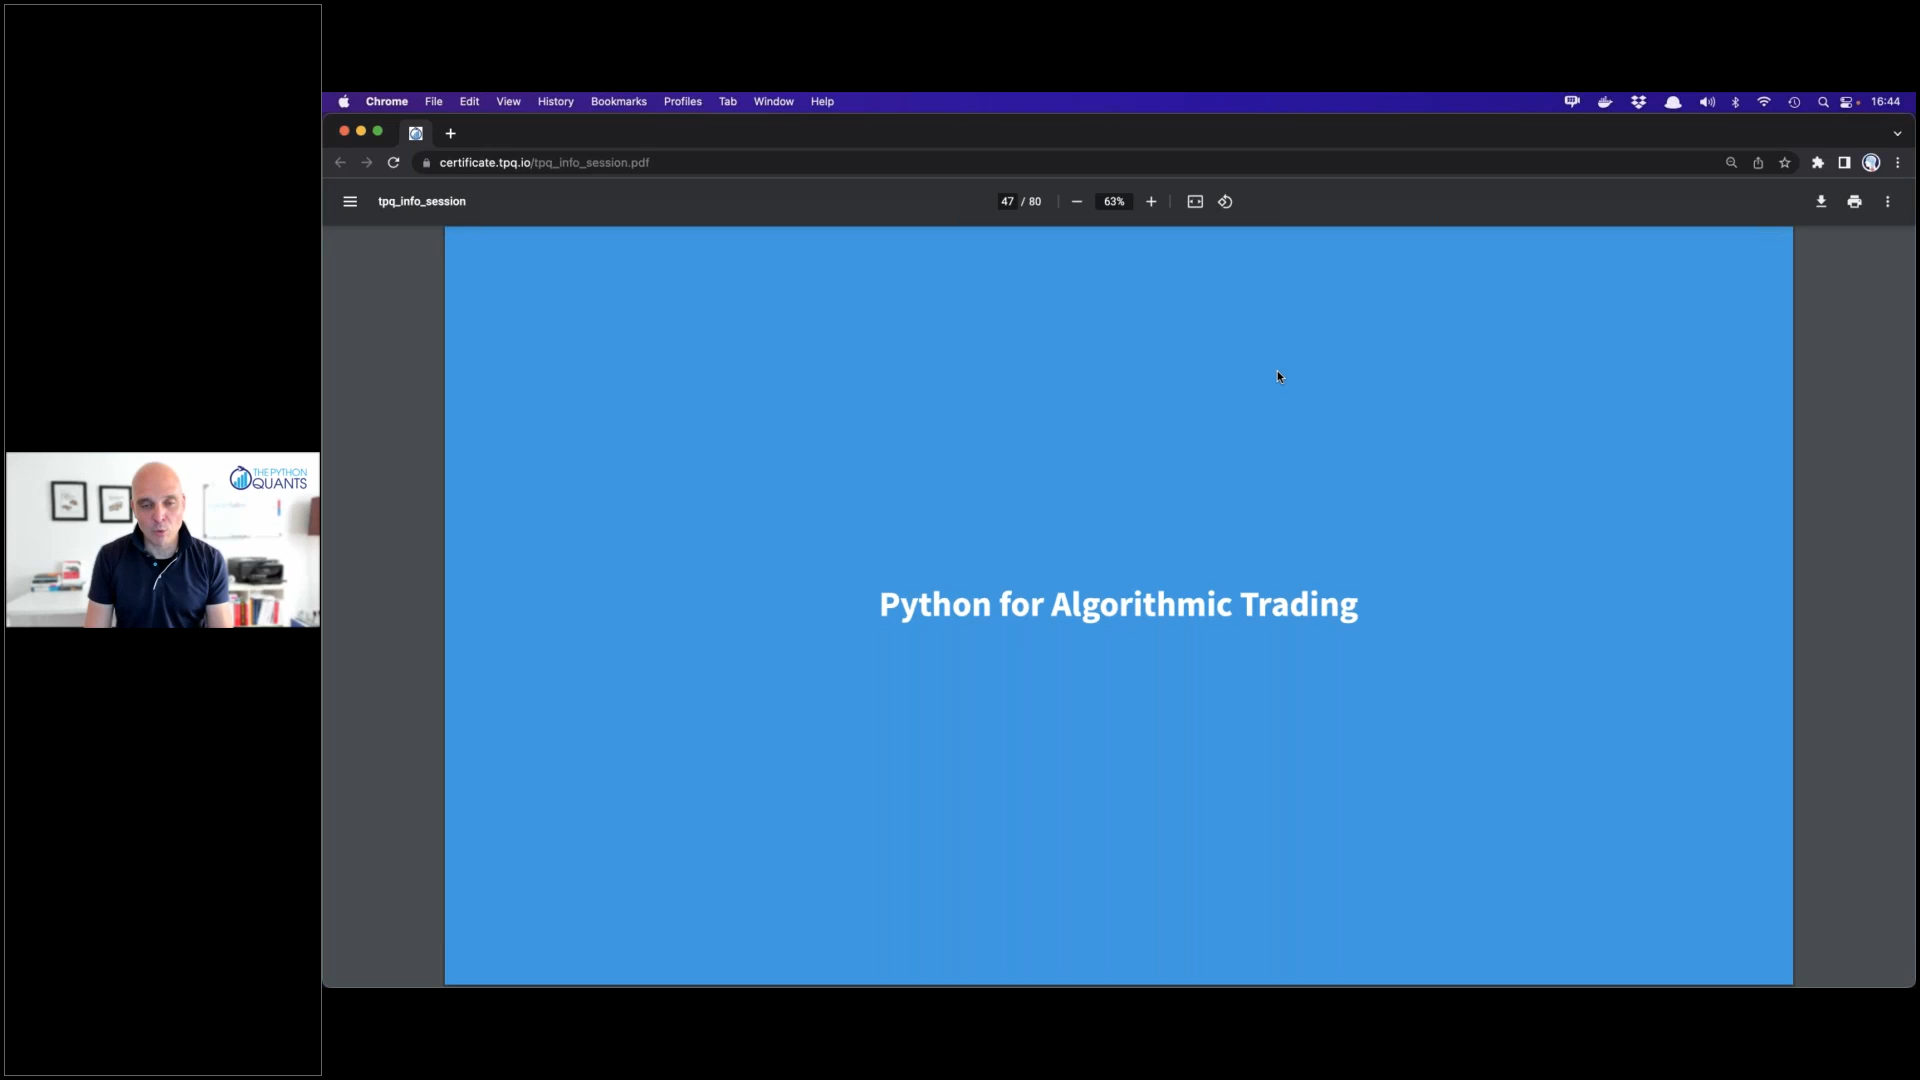 Chrome File Edit View History Bookmarks Profiles Tab Window Help 16:44
certificate.tpq.io/tpq_info_session.pdf
tpq_info_session 47 / 80 63%
THE PYTHON
QUANTS
Python for Algorithmic Trading